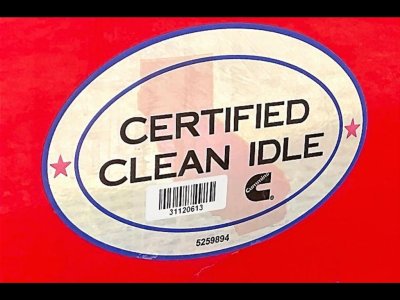 CERTIFIED
CLEAN IDLE
31120613
Cummins
5259894